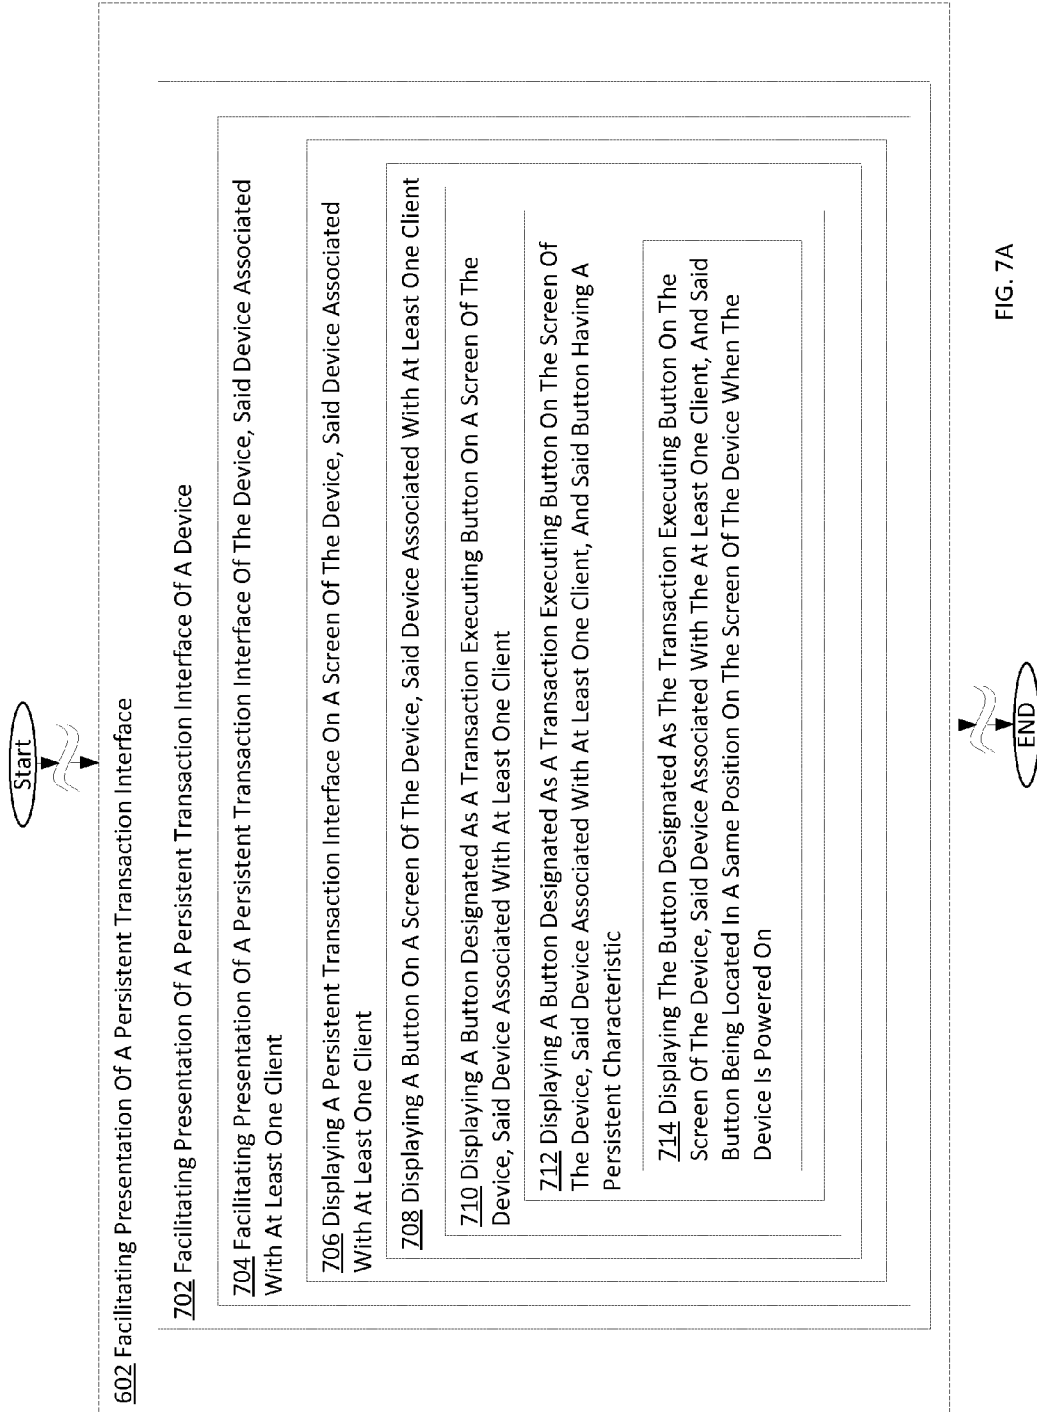 Start
602 Facilitating Presentation Of A Persistent Transaction Interface
702 Facilitating Presentation Of A Persistent Transaction Interface Of A Device
704 Facilitating Presentation Of A Persistent Transaction Interface Of The Device, Said Device Associated
With At Least One Client
706 Displaying A Persistent Transaction Interface On A Screen Of The Device, Said Device Associated
With At Least One Client
708 Displaying A Button On A Screen Of The Device, Said Device Associated With At Least One Client
710 Displaying A Button Designated As A Transaction Executing Button On A Screen Of The
Device, Said Device Associated With At Least One Client
712 Displaying A Button Designated As A Transaction Executing Button On The Screen Of
The Device, Said Device Associated With At Least One Client, And Said Button Having A
Persistent Characteristic
714 Displaying The Button Designated As The Transaction Executing Button On The
Screen Of The Device, Said Device Associated With The At Least One Client, And Said
Button Being Located In A Same Position On The Screen Of The Device When The
Device Is Powered On
END
FIG. 7A